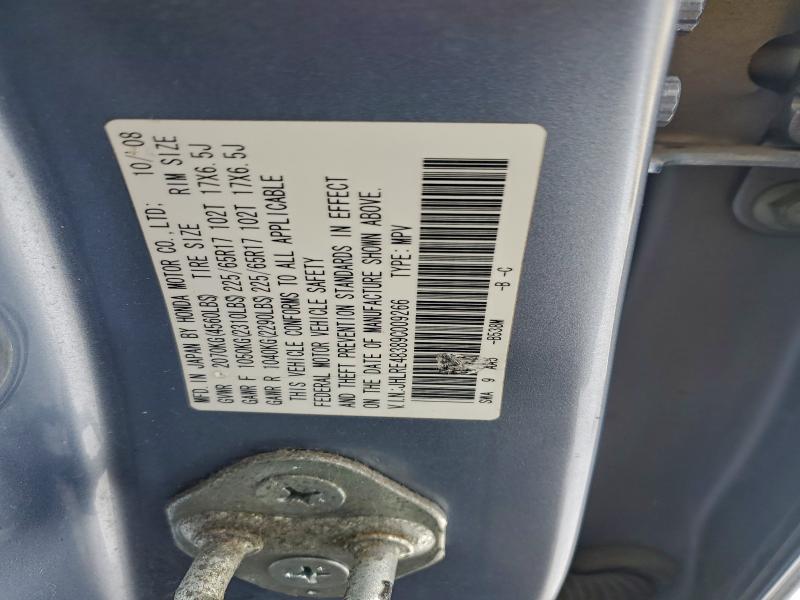 MFD. IN JAPAN BY HONDA MOTOR CO., LTD; 10/08
GVWR 2070KG(4560LBS) TIRE SIZE RIM SIZE
GAWR F 1050KG(2310LBS) 225/65R17 102T 17X6.5J
GAWR R 1040KG(2290LBS) 225/65R17 102T 17X6.5J
THIS VEHICLE CONFORMS TO ALL APPLICABLE
FEDERAL MOTOR VEHICLE SAFETY
AND THEFT PREVENTION STANDARDS IN EFFECT
ON THE DATE OF MANUFACTURE SHOWN ABOVE.
V.I.N.:JHLRE48389C009266 TYPE: MPV
SWA 9 AA5 -B538M -B -C